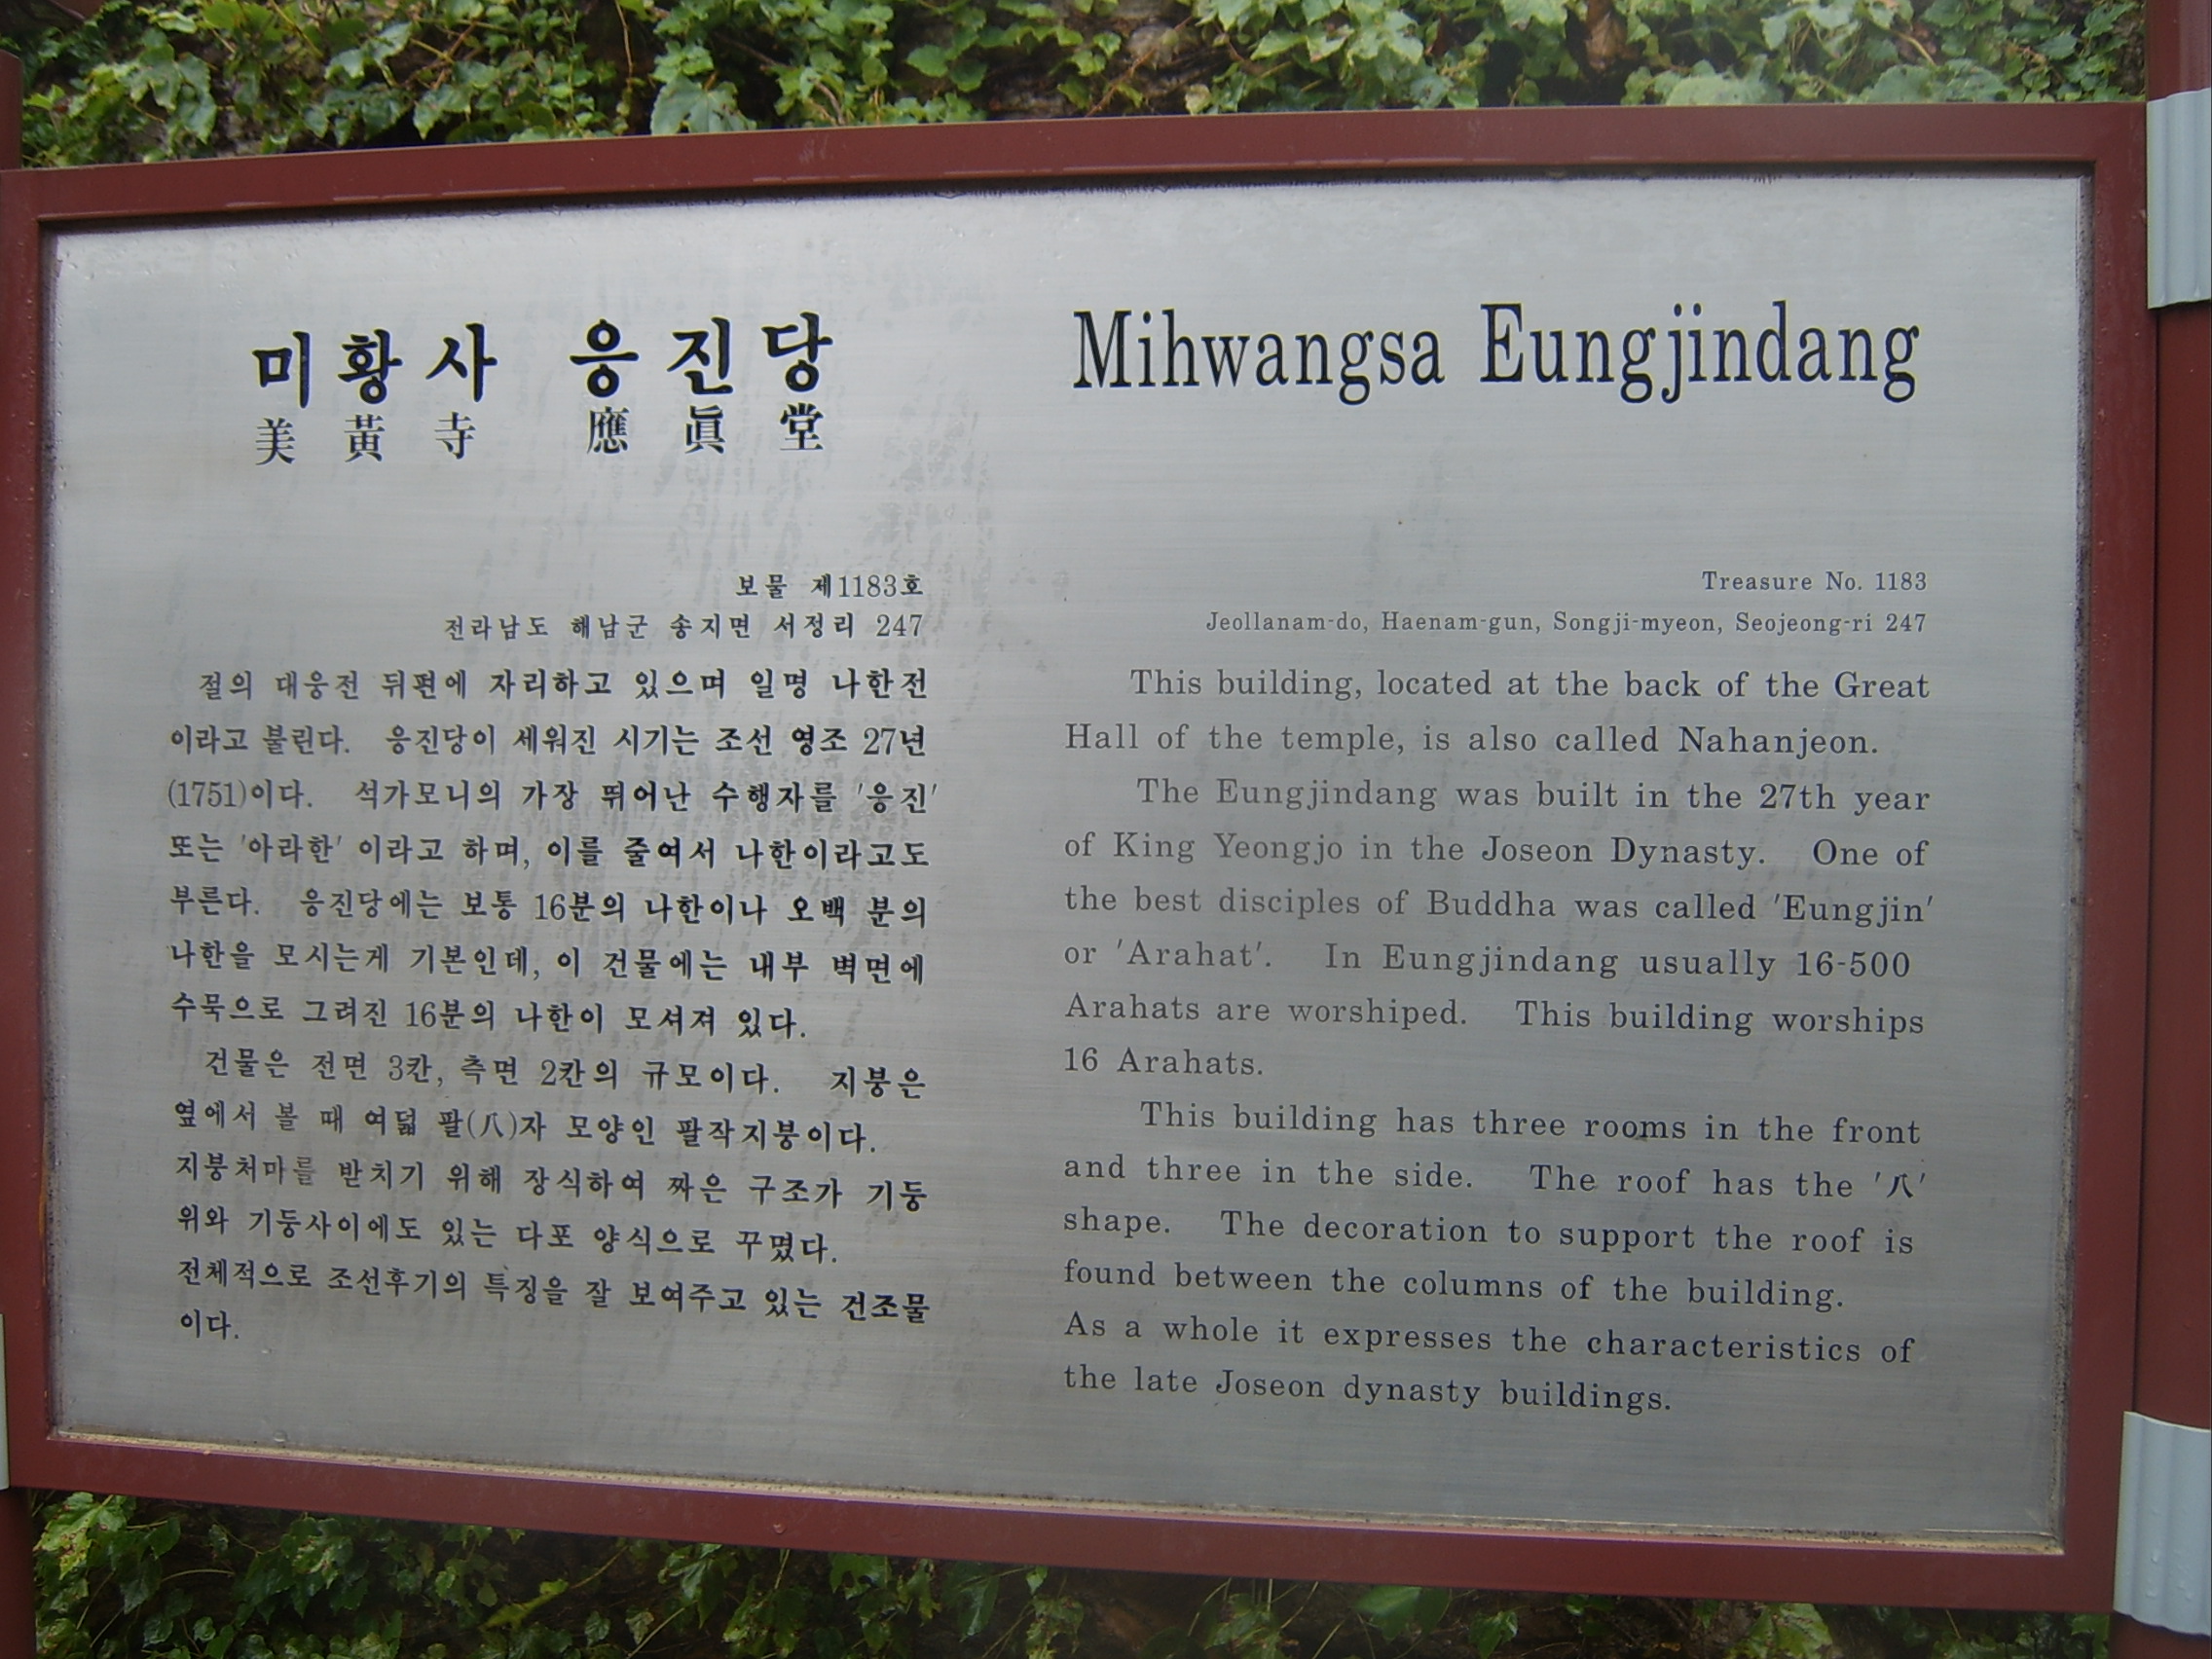 미황사 응진당
美黃寺 應眞堂
보물 제1183호
전라남도 해남군 송지면 서정리 247
절의 대웅전 뒤편에 자리하고 있으며 일명 나한전
이라고 불린다. 응진당이 세워진 시기는 조선 영조 27년
(1751)이다. 석가모니의 가장 뛰어난 수행자를 '응진'
또는 '아라한' 이라고 하며, 이를 줄여서 나한이라고도
부른다. 응진당에는 보통 16분의 나한이나 오백 분의
나한을 모시는게 기본인데, 이 건물에는 내부 벽면에
수묵으로 그려진 16분의 나한이 모셔져 있다.
건물은 전면 3칸, 측면 2칸의 규모이다. 지붕은
옆에서 볼 때 여덟 팔(八)자 모양인 팔작지붕이다.
지붕처마를 받치기 위해 장식하여 짜은 구조가 기둥
위와 기둥사이에도 있는 다포 양식으로 꾸몄다.
전체적으로 조선후기의 특징을 잘 보여주고 있는 건조물
이다.
Mihwangsa Eungjindang
Treasure No. 1183
Jeollanam-do, Haenam-gun, Songji-myeon, Seojeong-ri 247
This building, located at the back of the Great
Hall of the temple, is also called Nahanjeon.
The Eungjindang was built in the 27th year
of King Yeongjo in the Joseon Dynasty. One of
the best disciples of Buddha was called 'Eungjin'
or 'Arahat'. In Eungjindang usually 16-500
Arahats are worshiped. This building worships
16 Arahats.
This building has three rooms in the front
and three in the side. The roof has the '八'
shape. The decoration to support the roof is
found between the columns of the building.
As a whole it expresses the characteristics of
the late Joseon dynasty buildings.